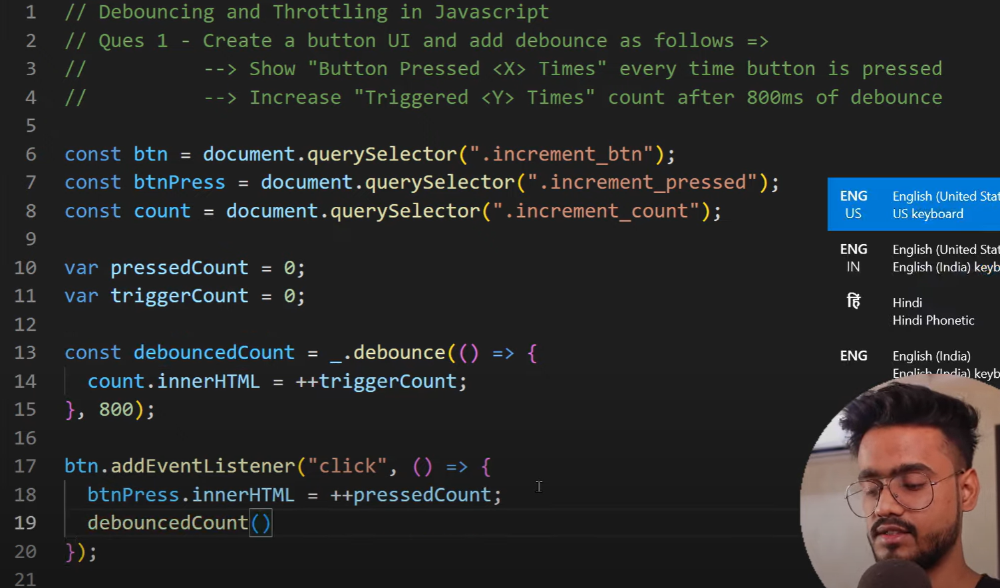 1 // Debouncing and Throttling in Javascript
2 // Ques 1 - Create a button UI and add debounce as follows =>
3 //         --> Show "Button Pressed <X> Times" every time button is pressed
4 //         --> Increase "Triggered <Y> Times" count after 800ms of debounce
5
6 const btn = document.querySelector(".increment_btn");
7 const btnPress = document.querySelector(".increment_pressed");
8 const count = document.querySelector(".increment_count");
9
10 var pressedCount = 0;
11 var triggerCount = 0;
12
13 const debouncedCount = _.debounce(() => {
14   count.innerHTML = ++triggerCount;
15 }, 800);
16
17 btn.addEventListener("click", () => {
18   btnPress.innerHTML = ++pressedCount;
19   debouncedCount()
20 });
21
ENG English (United Stat
US US keyboard
ENG English (United Stat
IN English (India) keyb
हिं Hindi
Hindi Phonetic
ENG English (India)
English (India) keyb